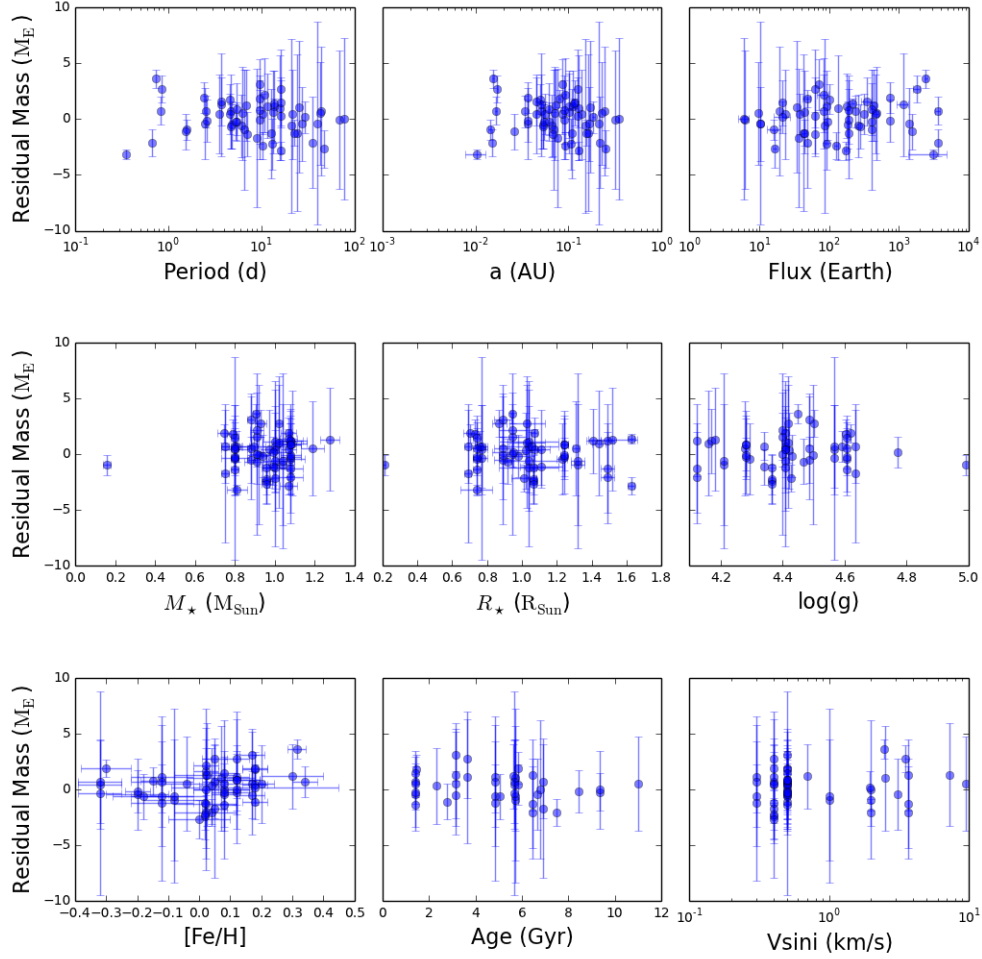 10
5
0
−5
−10
Residual Mass (M_E)
10^-1
10^0
10^1
10^2
Period (d)
10^-3
10^-2
10^-1
10^0
a (AU)
10^0
10^1
10^2
10^3
10^4
Flux (Earth)
10
5
0
−5
−10
Residual Mass (M_E)
0.0 0.2 0.4 0.6 0.8 1.0 1.2 1.4
M_★ (M_Sun)
0.2 0.4 0.6 0.8 1.0 1.2 1.4 1.6 1.8
R_★ (R_Sun)
4.2 4.4 4.6 4.8 5.0
log(g)
10
5
0
−5
−10
Residual Mass (M_E)
−0.4 −0.3 −0.2 −0.1 0.0 0.1 0.2 0.3 0.4 0.5
[Fe/H]
0 2 4 6 8 10 12
Age (Gyr)
10^-1
10^0
10^1
Vsini (km/s)